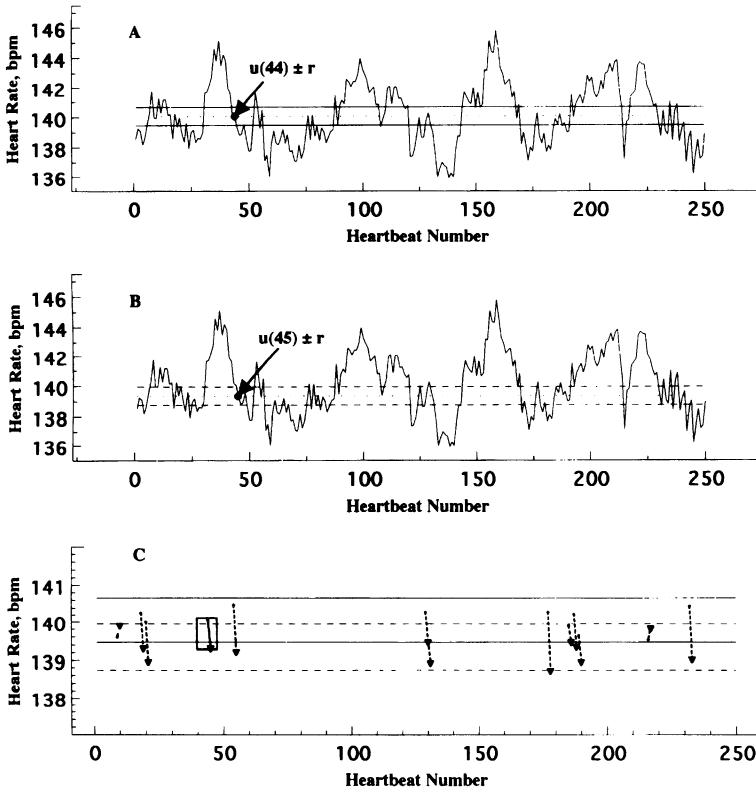 A
Heart Rate, bpm
146
144
142
140
138
136
u(44) ± r
0 50 100 150 200 250
Heartbeat Number
B
Heart Rate, bpm
146
144
142
140
138
136
u(45) ± r
0 50 100 150 200 250
Heartbeat Number
C
Heart Rate, bpm
141
140
139
138
0 50 100 150 200 250
Heartbeat Number